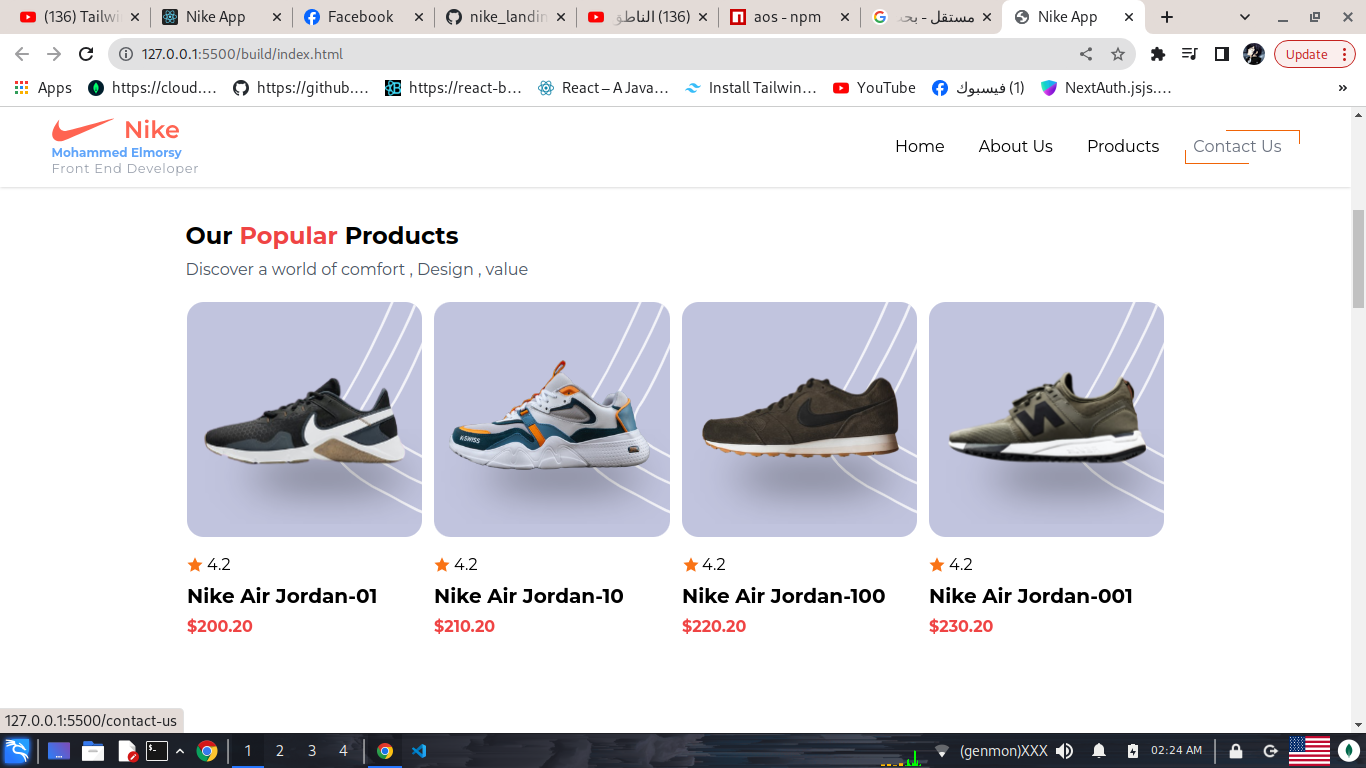 (136) Tailwi
Nike App
Facebook
nike_landin
(136) الناطق
aos - npm
مستقل - بحث
Nike App
127.0.0.1:5500/build/index.html
Update
Apps
https://cloud....
https://github....
https://react-b...
React – A Java...
Install Tailwin...
YouTube
(1) فيسبوك
NextAuth.jsjs....
»
Nike
Mohammed Elmorsy
Front End Developer
Home
About Us
Products
Contact Us
Our Popular Products
Discover a world of comfort , Design , value
K-SWISS
N
4.2
4.2
4.2
4.2
Nike Air Jordan-01
Nike Air Jordan-10
Nike Air Jordan-100
Nike Air Jordan-001
$200.20
$210.20
$220.20
$230.20
127.0.0.1:5500/contact-us
1
2
3
4
(genmon)XXX
02:24 AM